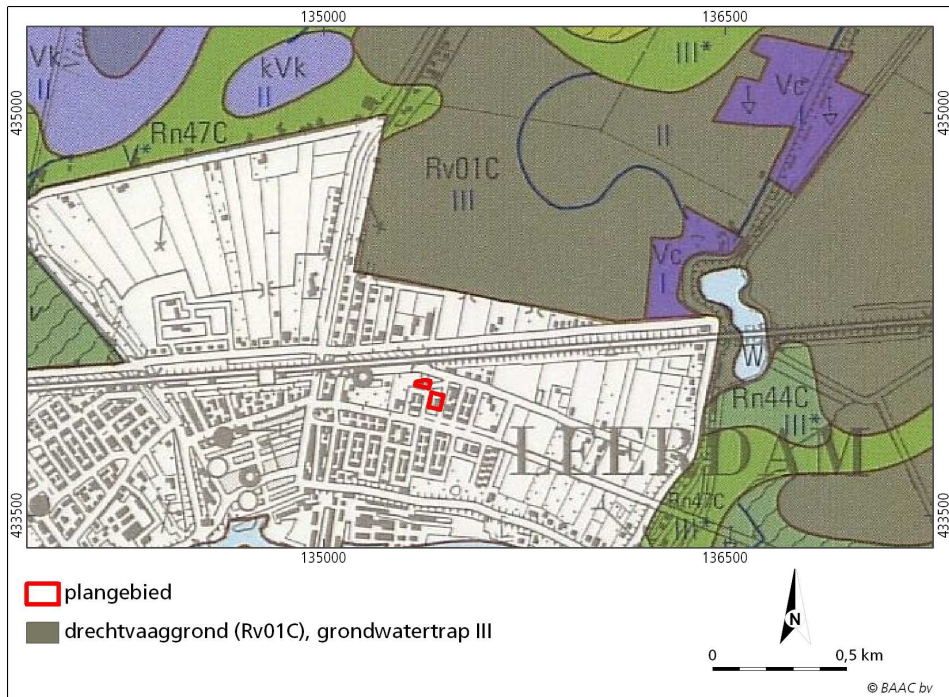 135000
136500
435000
435000
Vk
II
kVk
II
III*
Vc
I
II
Rn47C
V*
Rv01C
III
Vc
I
W
Rn44C
III*
LEERDAM
Rn47C
III*
433500
433500
135000
136500
plangebied
drechtvaaggrond (Rv01C), grondwatertrap III
N
0
0,5 km
© BAAC bv